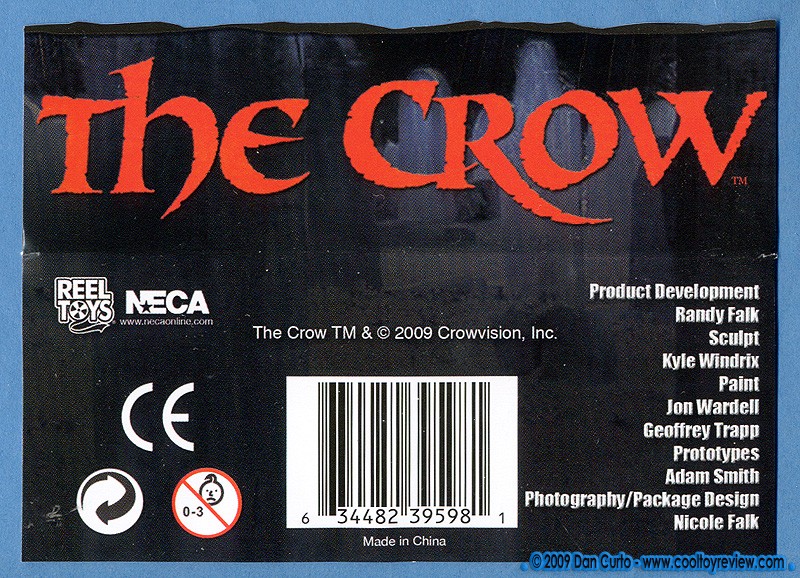 The Crow
TM
REEL
TOYS
NECA
www.necaonline.com
The Crow TM & © 2009 Crowvision, Inc.
Product Development
Randy Falk
Sculpt
Kyle Windrix
Paint
Jon Wardell
Geoffrey Trapp
Prototypes
Adam Smith
Photography/Package Design
Nicole Falk
CE
0-3
6 34482 39598 1
Made in China
© 2009 Dan Curto - www.cooltoyreview.com